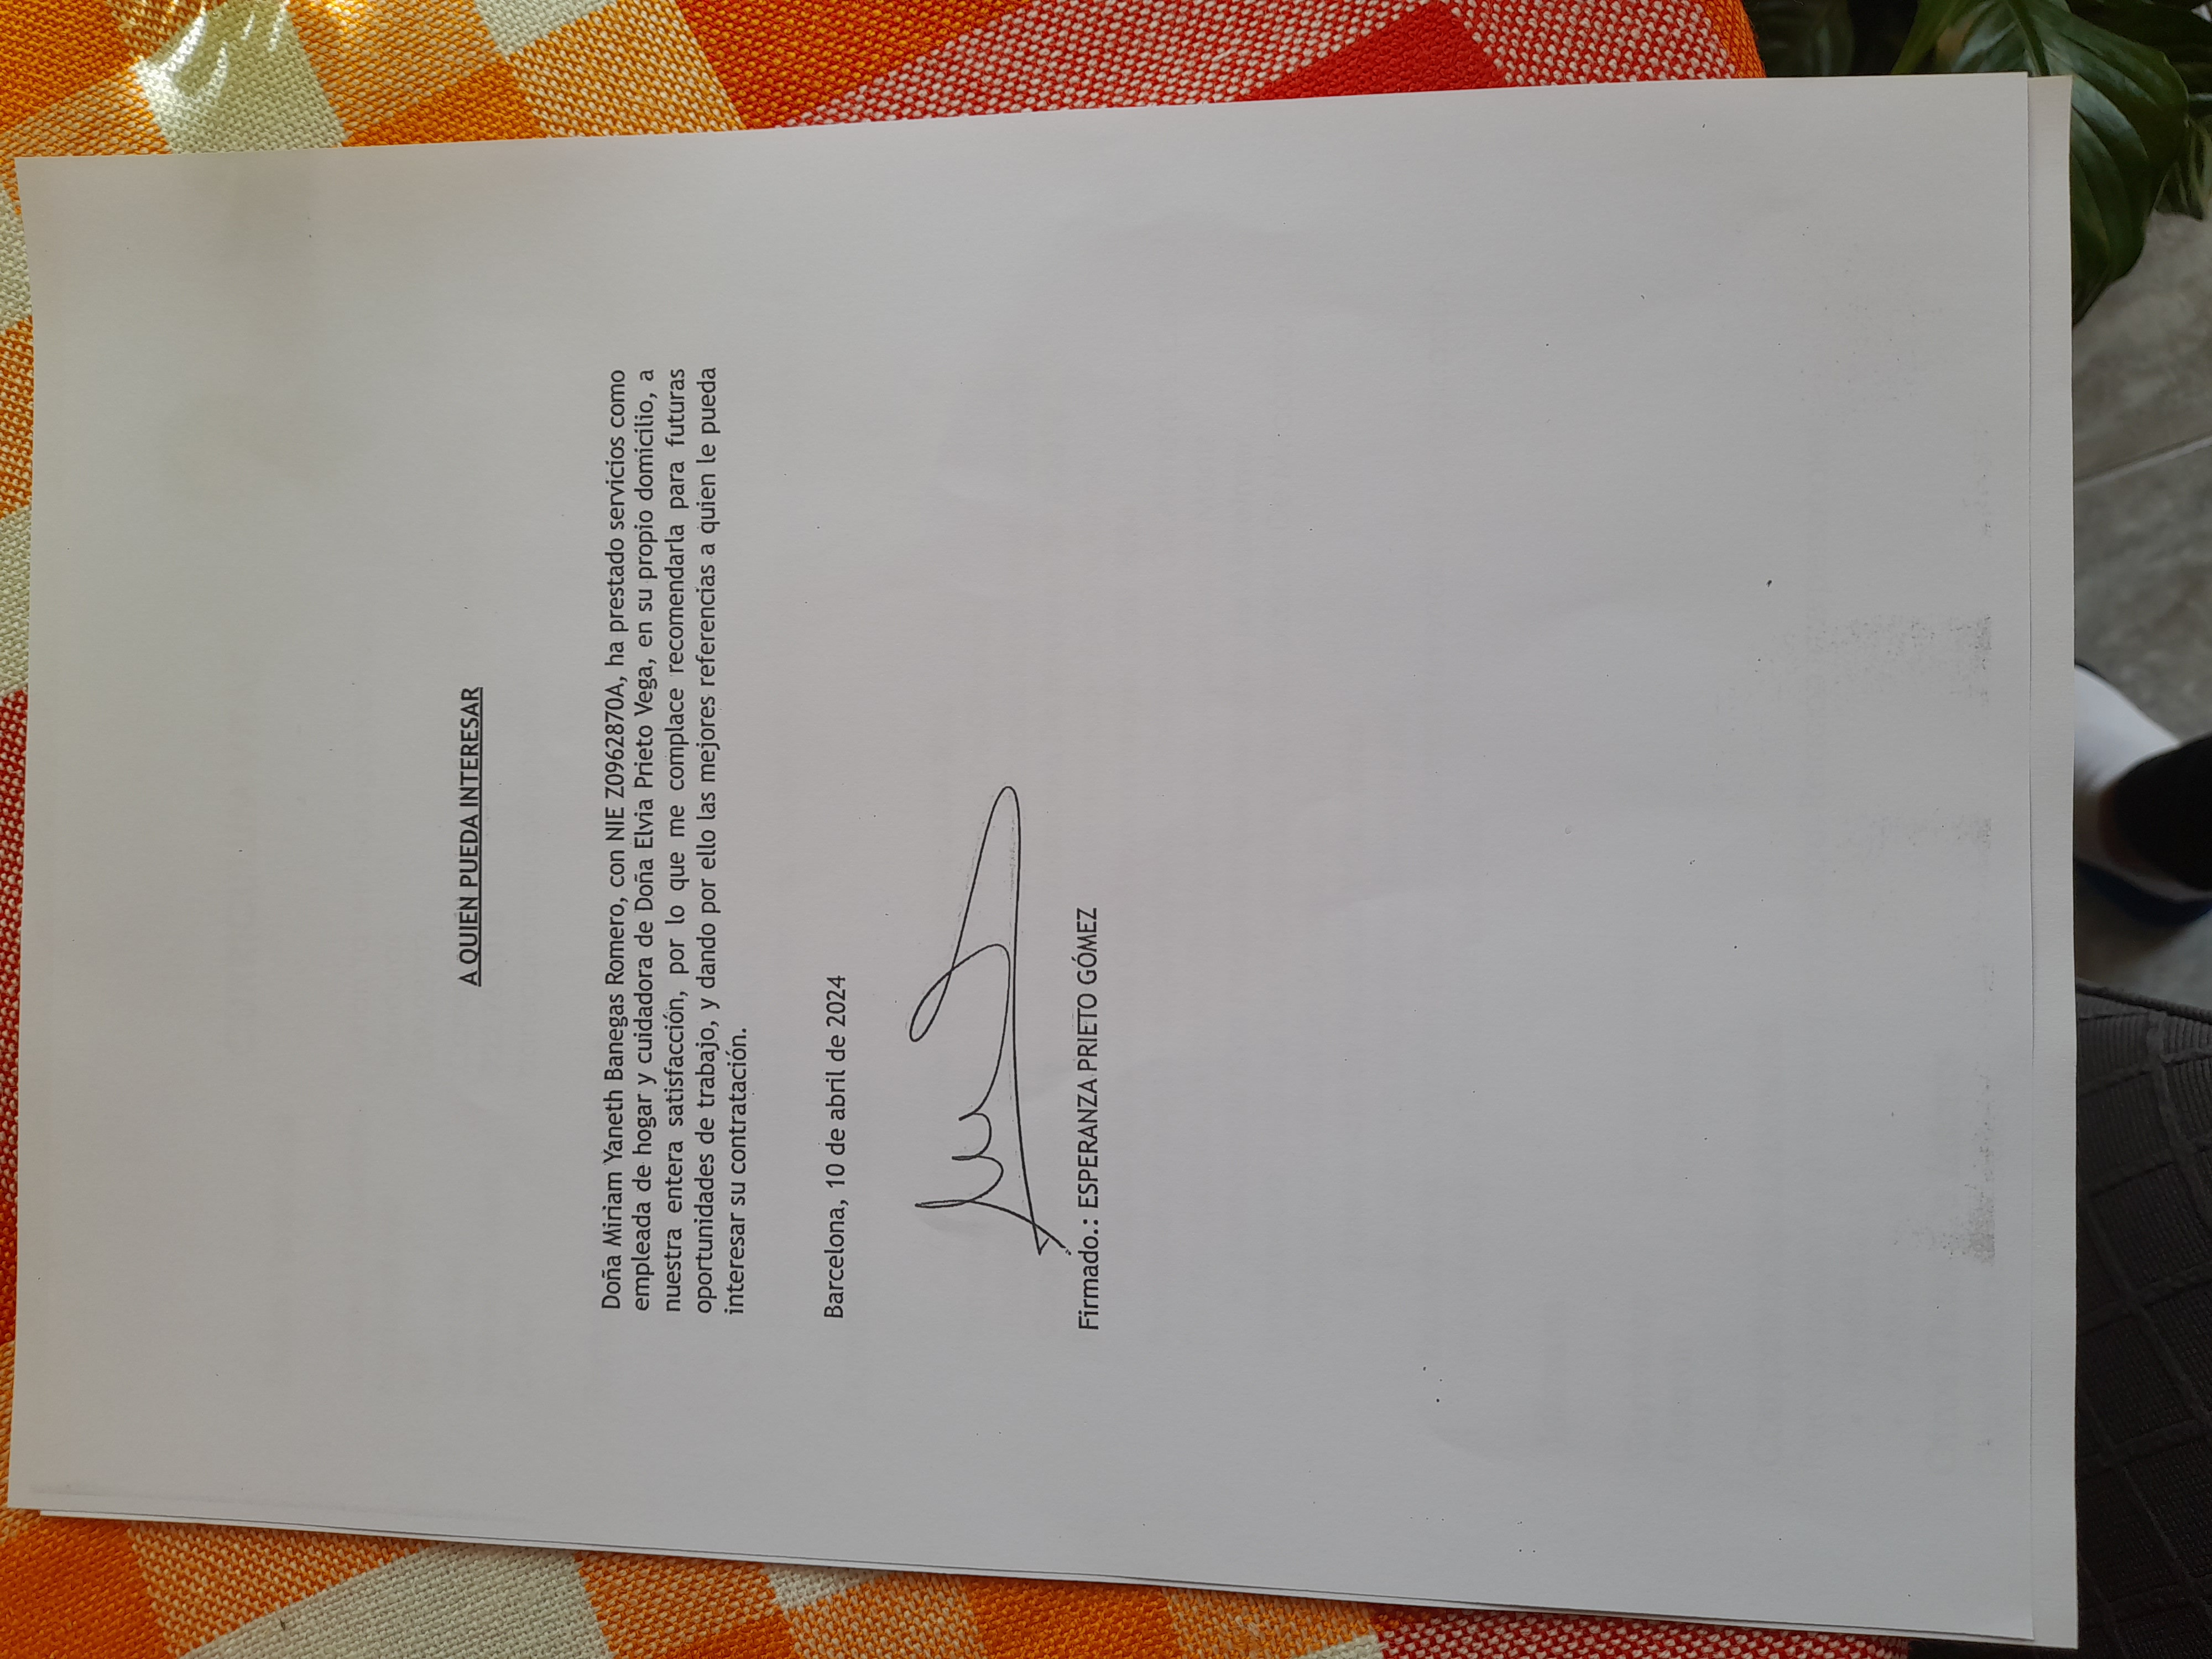 A QUIEN PUEDA INTERESAR
Doña Miriam Yaneth Banegas Romero, con NIE Z0962870A, ha prestado servicios como
empleada de hogar y cuidadora de Doña Elvia Prieto Vega, en su propio domicilio, a
nuestra entera satisfacción, por lo que me complace recomendarla para futuras
oportunidades de trabajo, y dando por ello las mejores referencias a quien le pueda
interesar su contratación.
Barcelona, 10 de abril de 2024
Firmado.: ESPERANZA PRIETO GÓMEZ